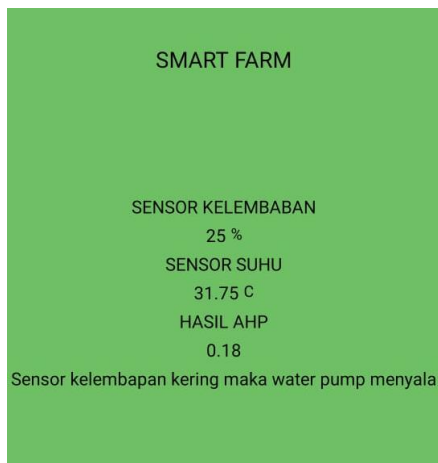 SMART FARM
SENSOR KELEMBABAN
25 %
SENSOR SUHU
31.75 C
HASIL AHP
0.18
Sensor kelembapan kering maka water pump menyala